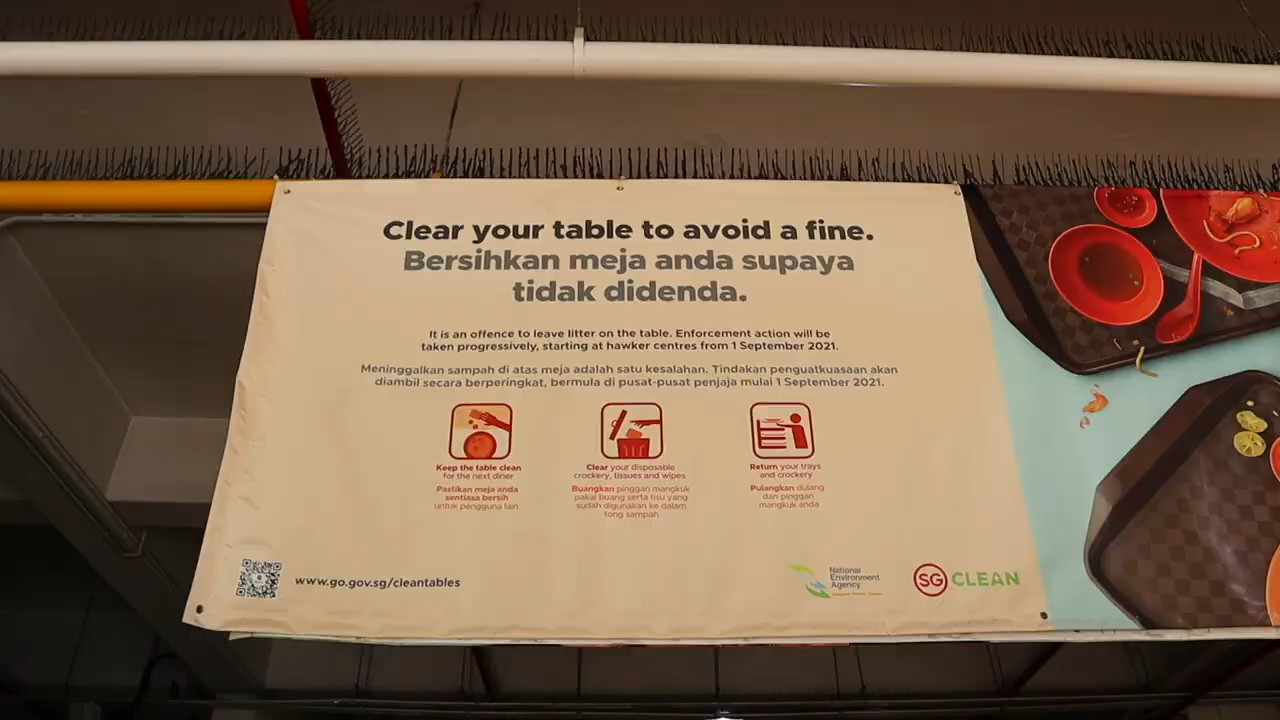 Clear your table to avoid a fine.
Bersihkan meja anda supaya
tidak didenda.
It is an offence to leave litter on the table. Enforcement action will be
taken progressively, starting at hawker centres from 1 September 2021.
Meninggalkan sampah di atas meja adalah satu kesalahan. Tindakan penguatkuasaan akan
diambil secara berperingkat, bermula di pusat-pusat penjaja mulai 1 September 2021.
Keep the table clean
for the next diner
Pastikan meja anda
sentiasa bersih
untuk pengguna lain
Clear your disposable
crockery, tissues and wipes
Buangkan pinggan mangkuk
pakai buang serta tisu yang
sudah digunakan ke dalam
tong sampah
Return your trays
and crockery
Pulangkan dulang
dan pinggan
mangkuk anda
www.go.gov.sg/cleantables
National
Environment
Agency
SG CLEAN